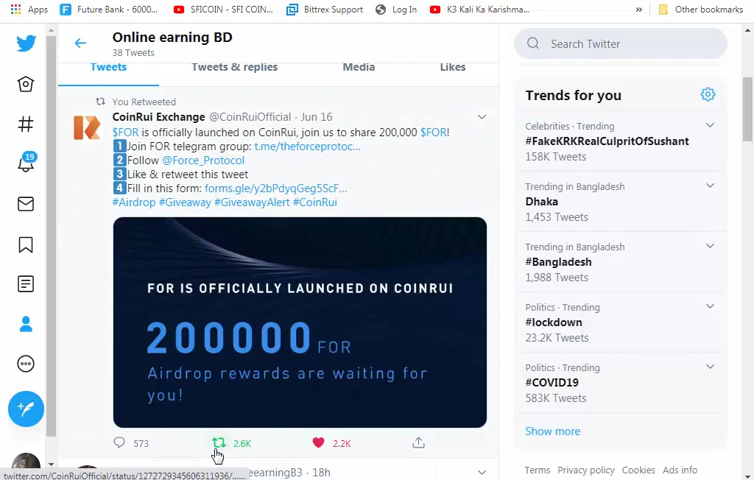 Apps
Future Bank - 6000...
SFICOIN - SFI COIN...
Bittrex Support
Log In
K3 Kali Ka Karishma...
»
Other bookmarks
Online earning BD
38 Tweets
Search Twitter
Tweets
Tweets & replies
Media
Likes
You Retweeted
CoinRui Exchange @CoinRuiOfficial · Jun 16
$FOR is officially launched on CoinRui, join us to share 200,000 $FOR!
1 Join FOR telegram group: t.me/theforceprotoc...
2 Follow @Force_Protocol
3 Like & retweet this tweet
4 Fill in this form: forms.gle/y2bPdyqGeg5ScF...
#Airdrop #Giveaway #GiveawayAlert #CoinRui
FOR IS OFFICIALLY LAUNCHED ON COINRUI
200000 FOR
Airdrop rewards are waiting for
you!
573
2.6K
2.2K
19
Trends for you
Celebrities · Trending
#FakeKRKRealCulpritOfSushant
158K Tweets
Trending in Bangladesh
Dhaka
1,453 Tweets
Trending in Bangladesh
#Bangladesh
1,988 Tweets
Politics · Trending
#lockdown
23.2K Tweets
Politics · Trending
#COVID19
583K Tweets
Show more
Terms Privacy policy Cookies Ads info
eearningB3 · 18h